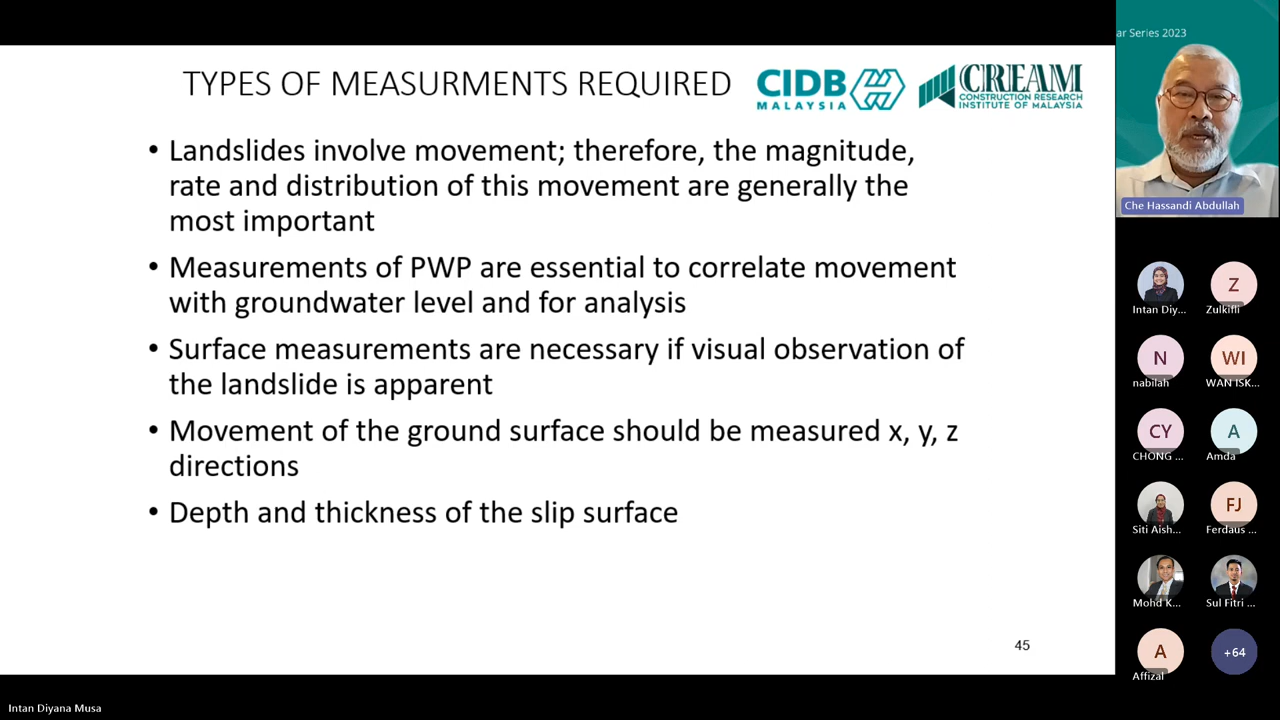 ar Series 2023
TYPES OF MEASURMENTS REQUIRED
CIDB
MALAYSIA
CREAM
CONSTRUCTION RESEARCH
INSTITUTE OF MALAYSIA
• Landslides involve movement; therefore, the magnitude,
rate and distribution of this movement are generally the
most important
• Measurements of PWP are essential to correlate movement
with groundwater level and for analysis
• Surface measurements are necessary if visual observation of
the landslide is apparent
• Movement of the ground surface should be measured x, y, z
directions
• Depth and thickness of the slip surface
45
Che Hassandi Abdullah
Intan Diy...
Z
Zulkifli
N
nabilah
WI
WAN ISK...
CY
CHONG ...
A
Amda
Siti Aish...
FJ
Ferdaus ...
Mohd K...
Sul Fitri ...
A
Affizal
+64
Intan Diyana Musa